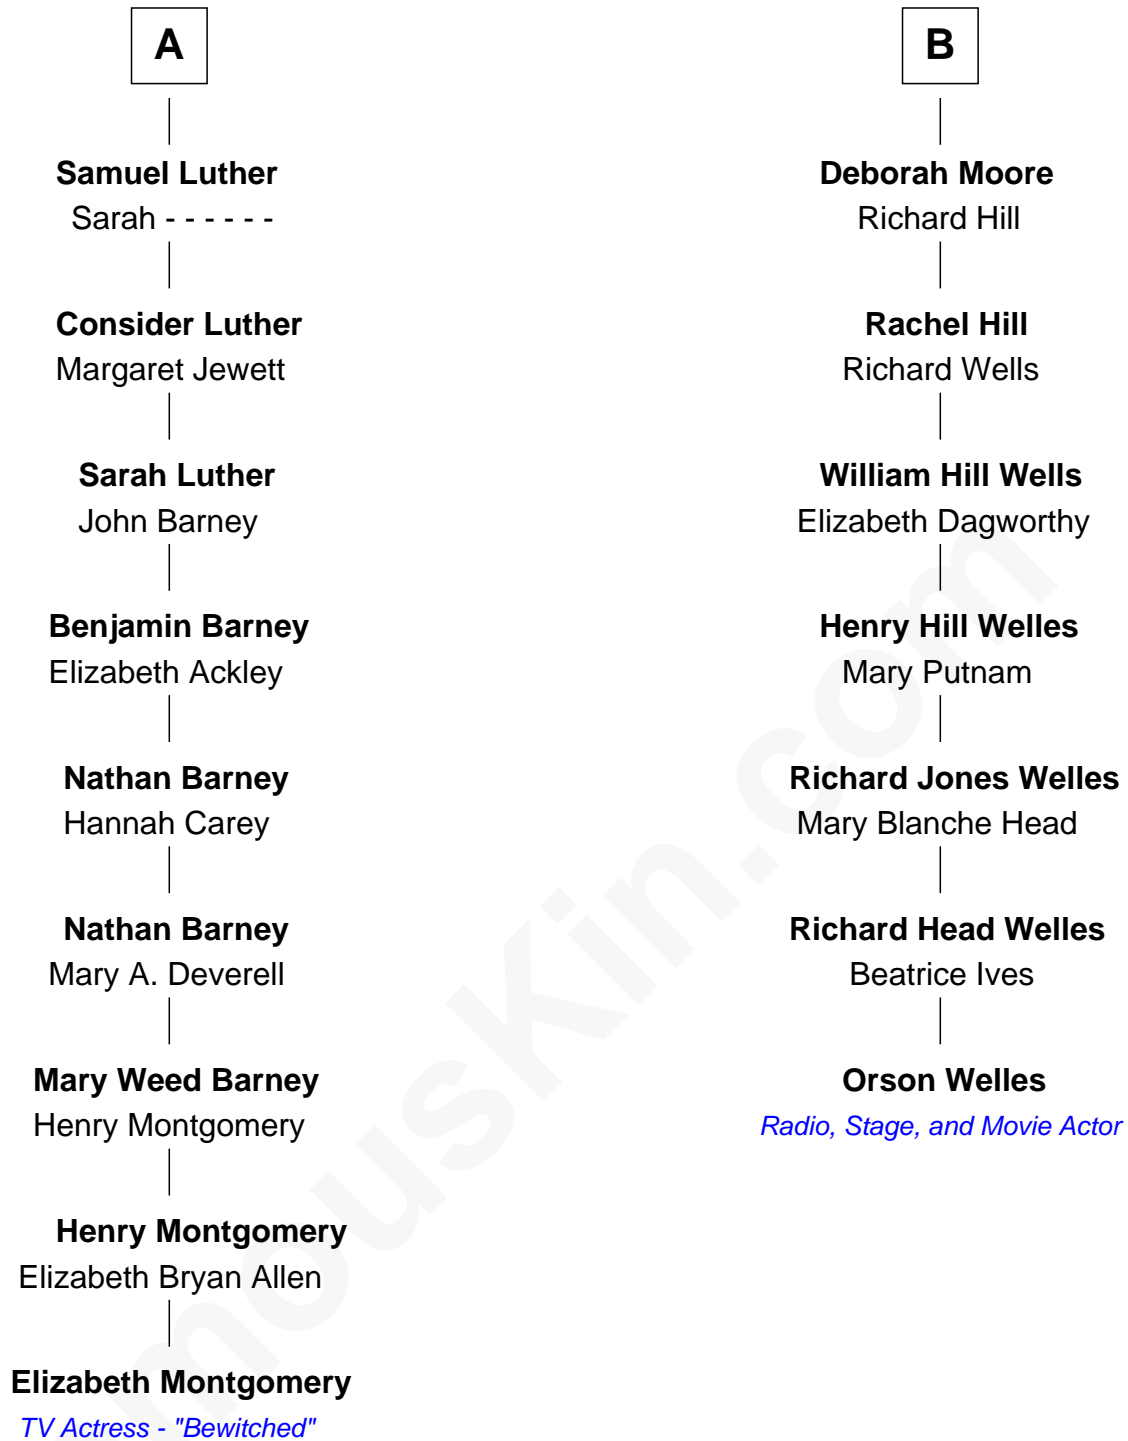 A
Samuel Luther
Sarah - - - - - -
Consider Luther
Margaret Jewett
Sarah Luther
John Barney
Benjamin Barney
Elizabeth Ackley
Nathan Barney
Hannah Carey
Nathan Barney
Mary A. Deverell
Mary Weed Barney
Henry Montgomery
Henry Montgomery
Elizabeth Bryan Allen
Elizabeth Montgomery
TV Actress - "Bewitched"
B
Deborah Moore
Richard Hill
Rachel Hill
Richard Wells
William Hill Wells
Elizabeth Dagworthy
Henry Hill Welles
Mary Putnam
Richard Jones Welles
Mary Blanche Head
Richard Head Welles
Beatrice Ives
Orson Welles
Radio, Stage, and Movie Actor
mousKin.com